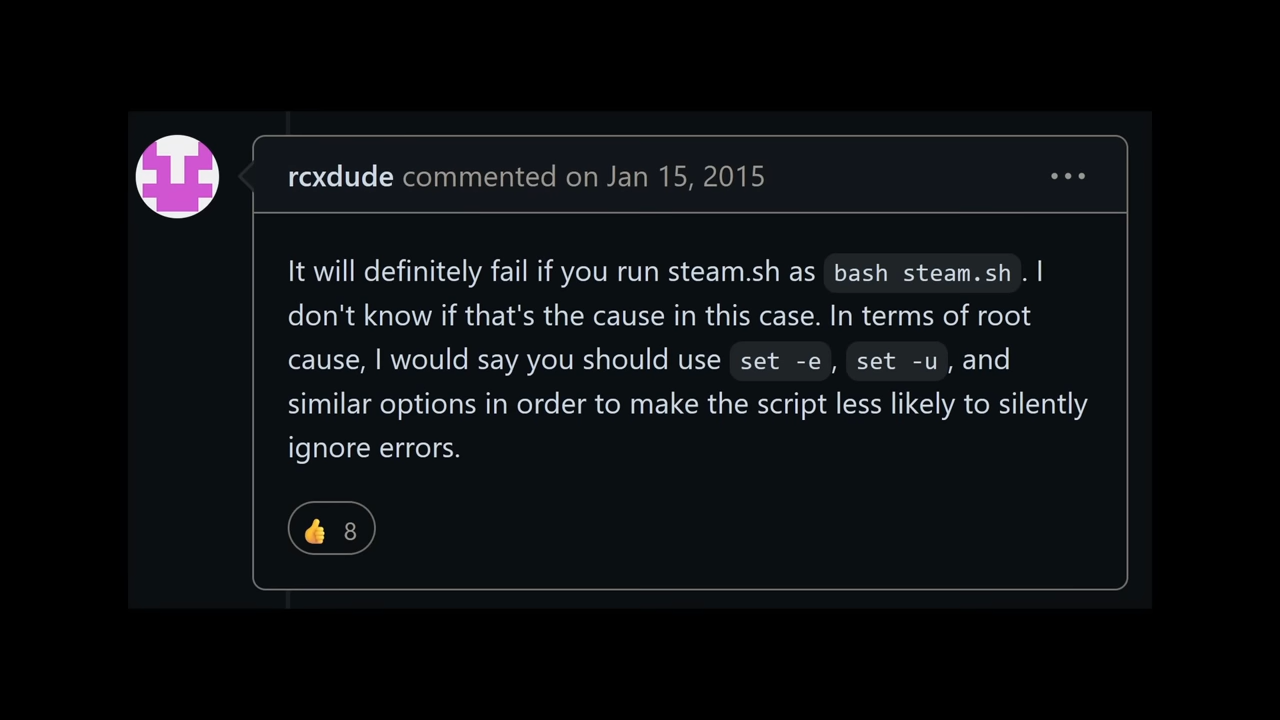 rcxdude commented on Jan 15, 2015
It will definitely fail if you run steam.sh as bash steam.sh. I
don't know if that's the cause in this case. In terms of root
cause, I would say you should use set -e, set -u, and
similar options in order to make the script less likely to silently
ignore errors.
👍 8